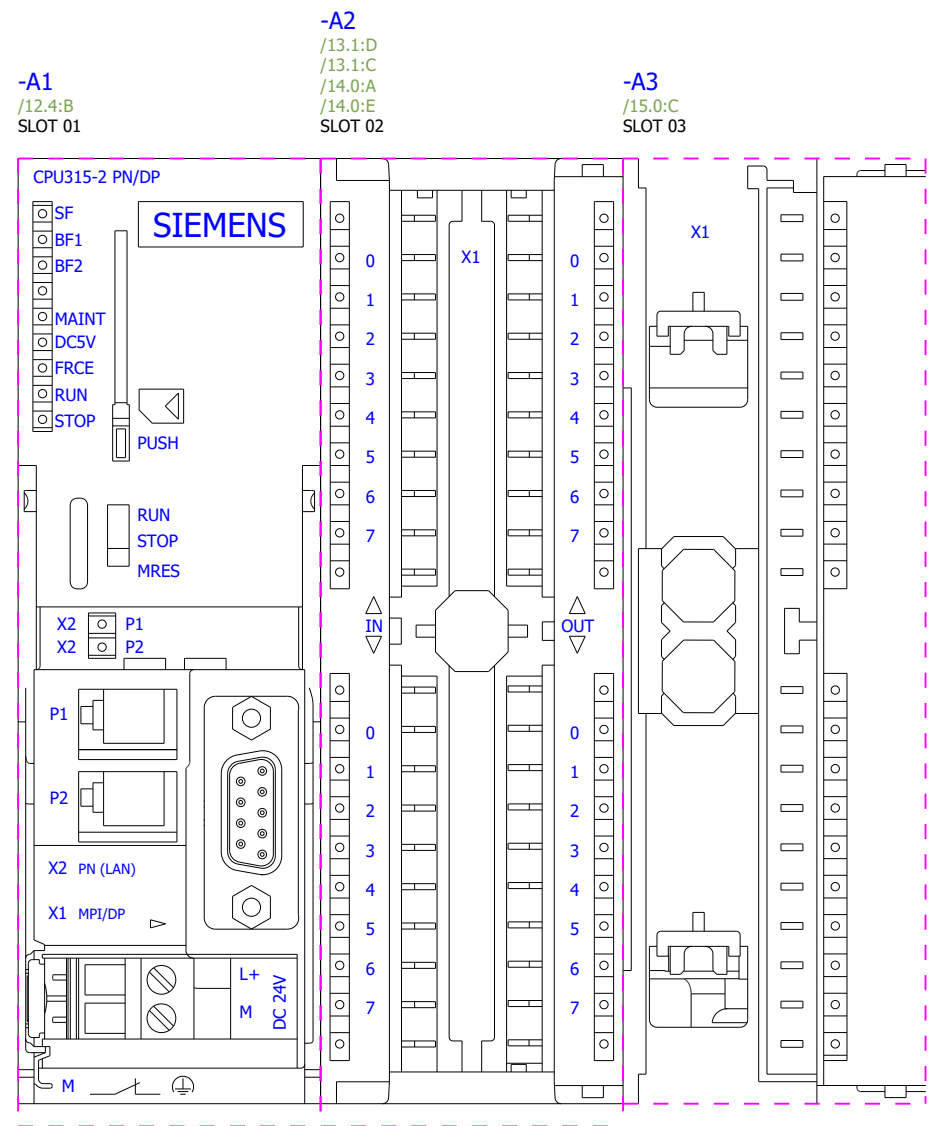 -A1
/12.4:B
SLOT 01
-A2
/13.1:D
/13.1:C
/14.0:A
/14.0:E
SLOT 02
-A3
/15.0:C
SLOT 03
CPU315-2 PN/DP
SIEMENS
SF
BF1
BF2
MAINT
DC5V
FRCE
RUN
STOP
PUSH
RUN
STOP
MRES
X2 P1
X2 P2
P1
P2
X2 PN (LAN)
X1 MPI/DP
L+
M
DC 24V
M
X1
0 0
1 1
2 2
3 3
4 4
5 5
6 6
7 7
IN OUT
0 0
1 1
2 2
3 3
4 4
5 5
6 6
7 7
X1